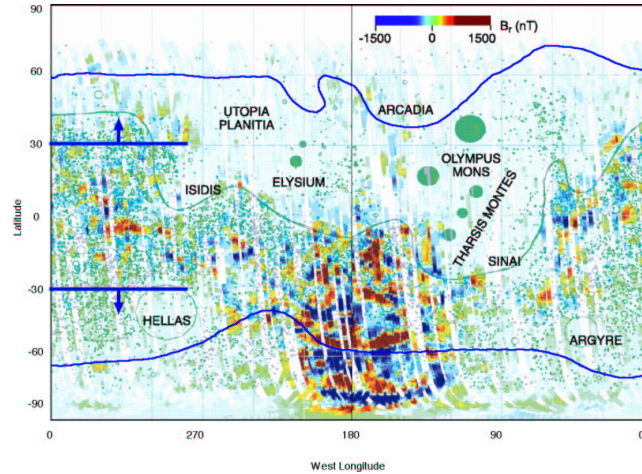 90
60
30
0
-30
-60
-90
Latitude
-1500 0 1500
Br (nT)
UTOPIA
PLANITIA
ARCADIA
OLYMPUS
MONS
ISIDIS
ELYSIUM
THARSIS MONTES
SINAI
HELLAS
ARGYRE
0 270 180 90 0
West Longitude